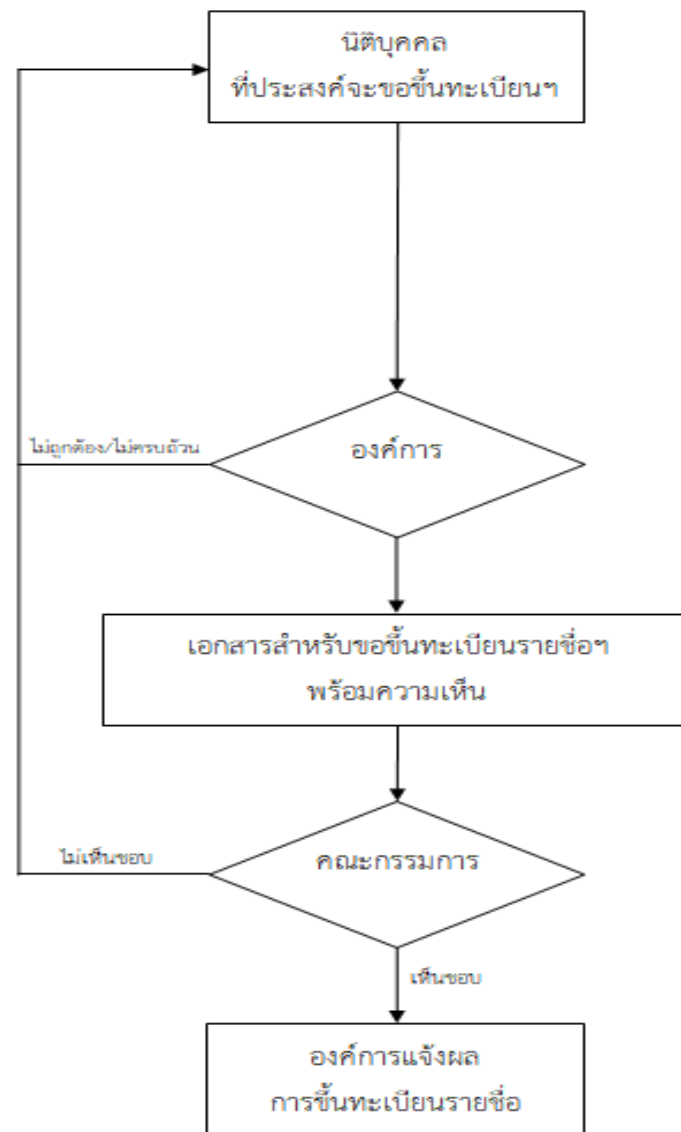 นิติบุคคล
ที่ประสงค์จะขอขึ้นทะเบียนฯ
องค์การ
ไม่ถูกต้อง/ไม่ครบถ้วน
เอกสารสำหรับขอขึ้นทะเบียนรายชื่อฯ
พร้อมความเห็น
คณะกรรมการ
ไม่เห็นชอบ
เห็นชอบ
องค์การแจ้งผล
การขึ้นทะเบียนรายชื่อ